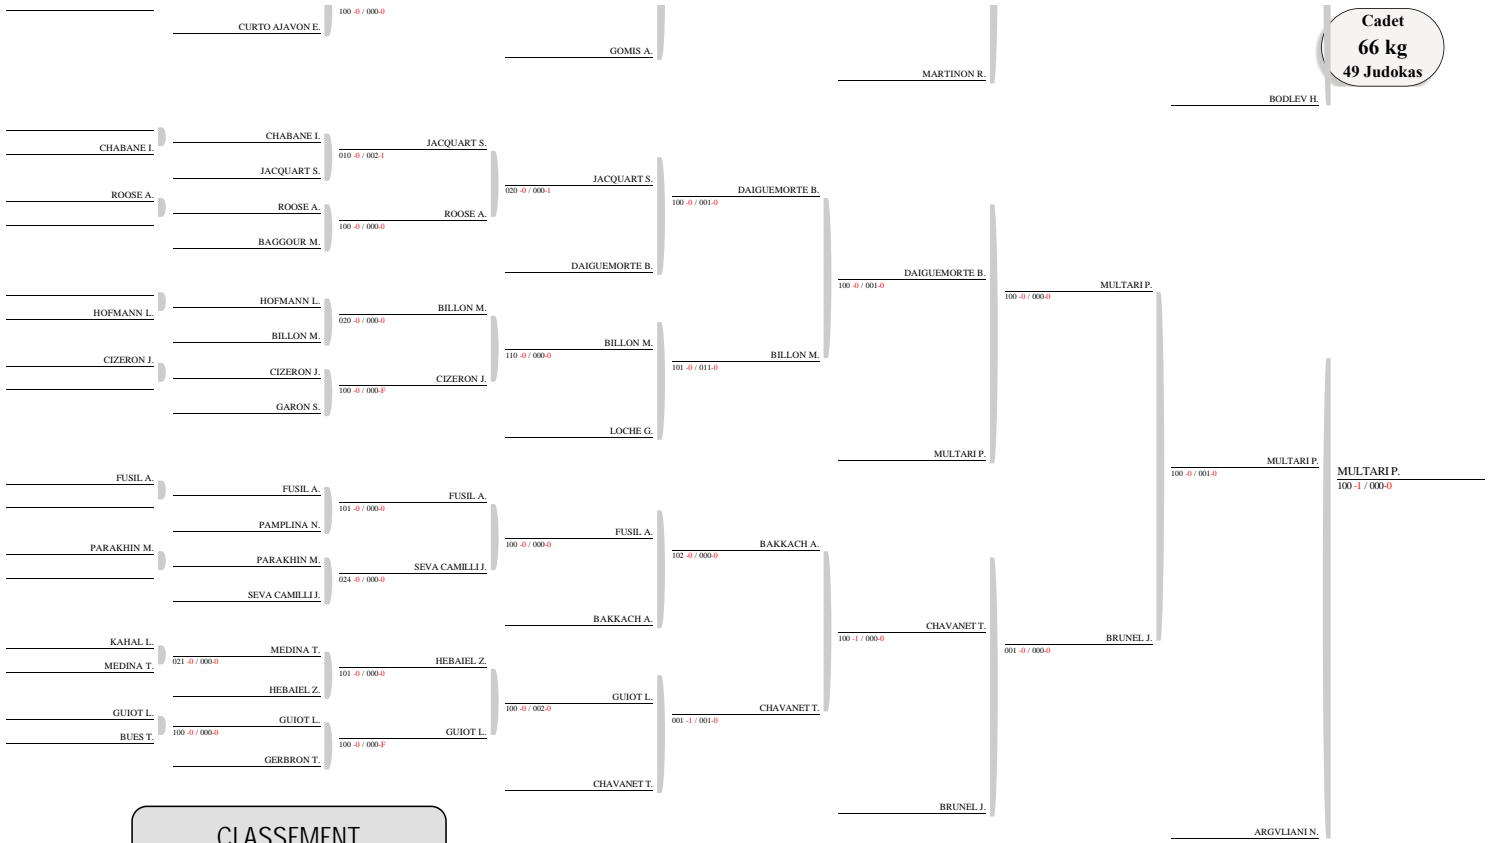 100 -0 / 000-0
CURTO AJAVON E.
GOMIS A.
MARTINON R.
BODLEV H.
Cadet
66 kg
49 Judokas
CHABANE I.
CHABANE I.
JACQUART S.
ROOSE A.
ROOSE A.
BAGGOUR M.
HOFMANN L.
HOFMANN L.
BILLON M.
CIZERON J.
CIZERON J.
GARON S.
FUSIL A.
FUSIL A.
PAMPLINA N.
PARAKHIN M.
PARAKHIN M.
SEVA CAMILLI J.
KAHAL L.
MEDINA T.
MEDINA T.
021 -0 / 000-0
HEBAIEL Z.
GUIOT L.
BUES T.
GUIOT L.
100 -0 / 000-0
GERBRON T.
JACQUART S.
010 -0 / 002-1
ROOSE A.
100 -0 / 000-0
BILLON M.
020 -0 / 000-0
CIZERON J.
100 -0 / 000-F
FUSIL A.
101 -0 / 000-0
SEVA CAMILLI J.
024 -0 / 000-0
HEBAIEL Z.
101 -0 / 000-0
GUIOT L.
100 -0 / 000-F
JACQUART S.
020 -0 / 000-1
DAIGUEMORTE B.
BILLON M.
110 -0 / 000-0
LOCHE G.
FUSIL A.
100 -0 / 000-0
BAKKACH A.
GUIOT L.
100 -0 / 002-0
CHAVANET T.
DAIGUEMORTE B.
100 -0 / 001-0
BILLON M.
101 -0 / 011-0
BAKKACH A.
102 -0 / 000-0
CHAVANET T.
001 -1 / 001-0
DAIGUEMORTE B.
100 -0 / 001-0
MULTARI P.
CHAVANET T.
100 -1 / 000-0
BRUNEL J.
MULTARI P.
100 -0 / 000-0
BRUNEL J.
001 -0 / 000-0
MULTARI P.
100 -0 / 001-0
ARGVLIANI N.
MULTARI P.
100 -1 / 000-0
CLASSEMENT